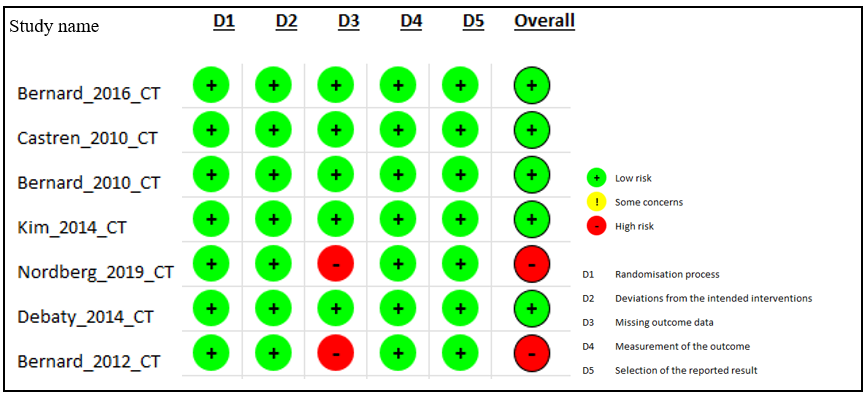 Study name D1 D2 D3 D4 D5 Overall
Bernard_2016_CT + + + + + +
Castren_2010_CT + + + + + +
Bernard_2010_CT + + + + + +
Kim_2014_CT + + + + + +
Nordberg_2019_CT + + - + + -
Debaty_2014_CT + + + + + +
Bernard_2012_CT + + - + + -
+ Low risk
! Some concerns
- High risk
D1 Randomisation process
D2 Deviations from the intended interventions
D3 Missing outcome data
D4 Measurement of the outcome
D5 Selection of the reported result